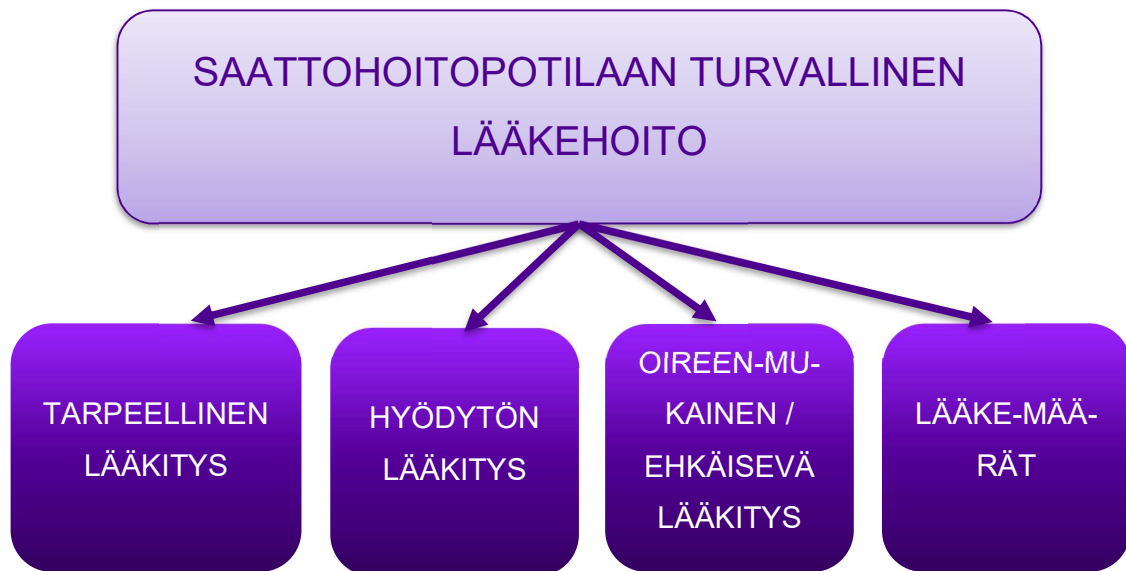 SAATTOHOITOPOTILAAN TURVALLINEN
LÄÄKEHOITO
TARPEELLINEN
LÄÄKITYS
HYÖDYTÖN
LÄÄKITYS
OIREEN-MU-
KAINEN /
EHKÄISEVÄ
LÄÄKITYS
LÄÄKE-MÄÄ-
RÄT